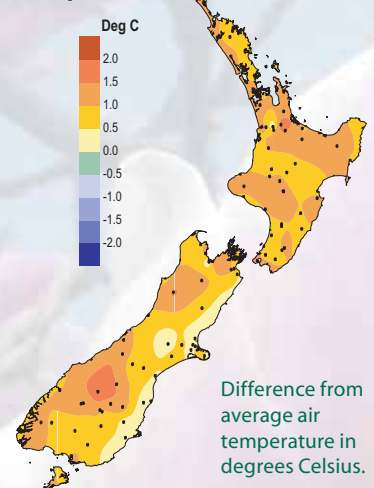 Deg C
2.0
1.5
1.0
0.5
0.0
-0.5
-1.0
-1.5
-2.0
Difference from
average air
temperature in
degrees Celsius.